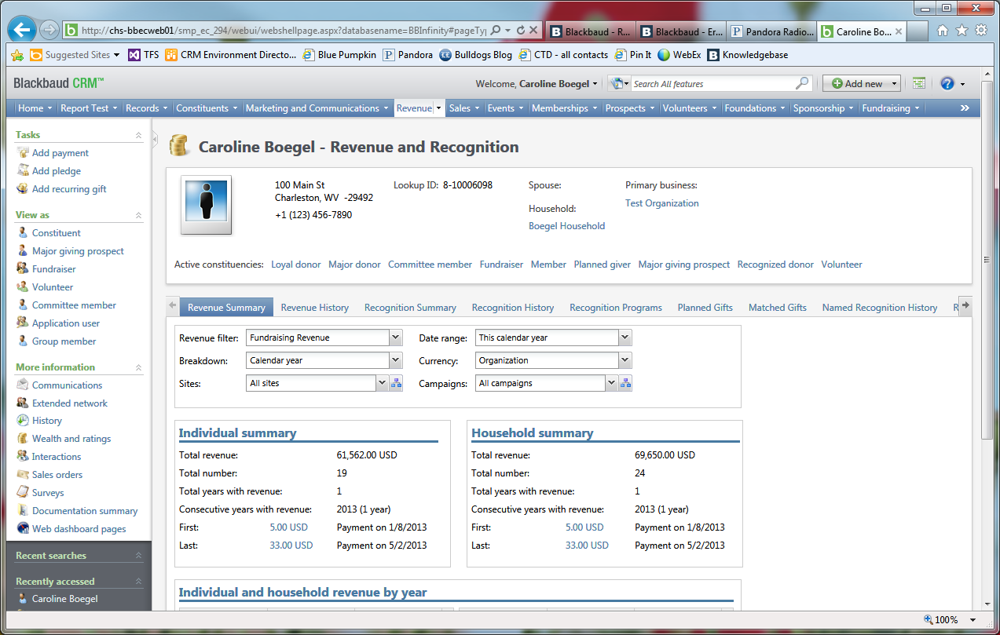 http://chs-bbecweb01/smp_ec_294/webui/webshellpage.aspx?databasename=BBInfinity#pageTyp
Blackbaud - R...
Blackbaud - Er...
Pandora Radio...
Caroline Bo...
Suggested Sites
TFS
CRM Environment Directo...
Blue Pumpkin
Pandora
Bulldogs Blog
CTD - all contacts
Pin It
WebEx
Knowledgebase
Blackbaud CRM™
Welcome, Caroline Boegel
Search All features
Add new
Home
Report Test
Records
Constituents
Marketing and Communications
Revenue
Sales
Events
Memberships
Prospects
Volunteers
Foundations
Sponsorship
Fundraising
Tasks
Add payment
Add pledge
Add recurring gift
View as
Constituent
Major giving prospect
Fundraiser
Volunteer
Committee member
Application user
Group member
More information
Communications
Extended network
History
Wealth and ratings
Interactions
Sales orders
Surveys
Documentation summary
Web dashboard pages
Recent searches
Recently accessed
Caroline Boegel
Caroline Boegel - Revenue and Recognition
100 Main St
Charleston, WV -29492
+1 (123) 456-7890
Lookup ID: 8-10006098
Spouse:
Household:
Boegel Household
Primary business:
Test Organization
Active constituencies: Loyal donor Major donor Committee member Fundraiser Member Planned giver Major giving prospect Recognized donor Volunteer
Revenue Summary
Revenue History
Recognition Summary
Recognition History
Recognition Programs
Planned Gifts
Matched Gifts
Named Recognition History
R
Revenue filter: Fundraising Revenue Date range: This calendar year
Breakdown: Calendar year Currency: Organization
Sites: All sites Campaigns: All campaigns
Individual summary
Total revenue: 61,562.00 USD
Total number: 19
Total years with revenue: 1
Consecutive years with revenue: 2013 (1 year)
First: 5.00 USD Payment on 1/8/2013
Last: 33.00 USD Payment on 5/2/2013
Household summary
Total revenue: 69,650.00 USD
Total number: 24
Total years with revenue: 1
Consecutive years with revenue: 2013 (1 year)
First: 5.00 USD Payment on 1/8/2013
Last: 33.00 USD Payment on 5/2/2013
Individual and household revenue by year
100%